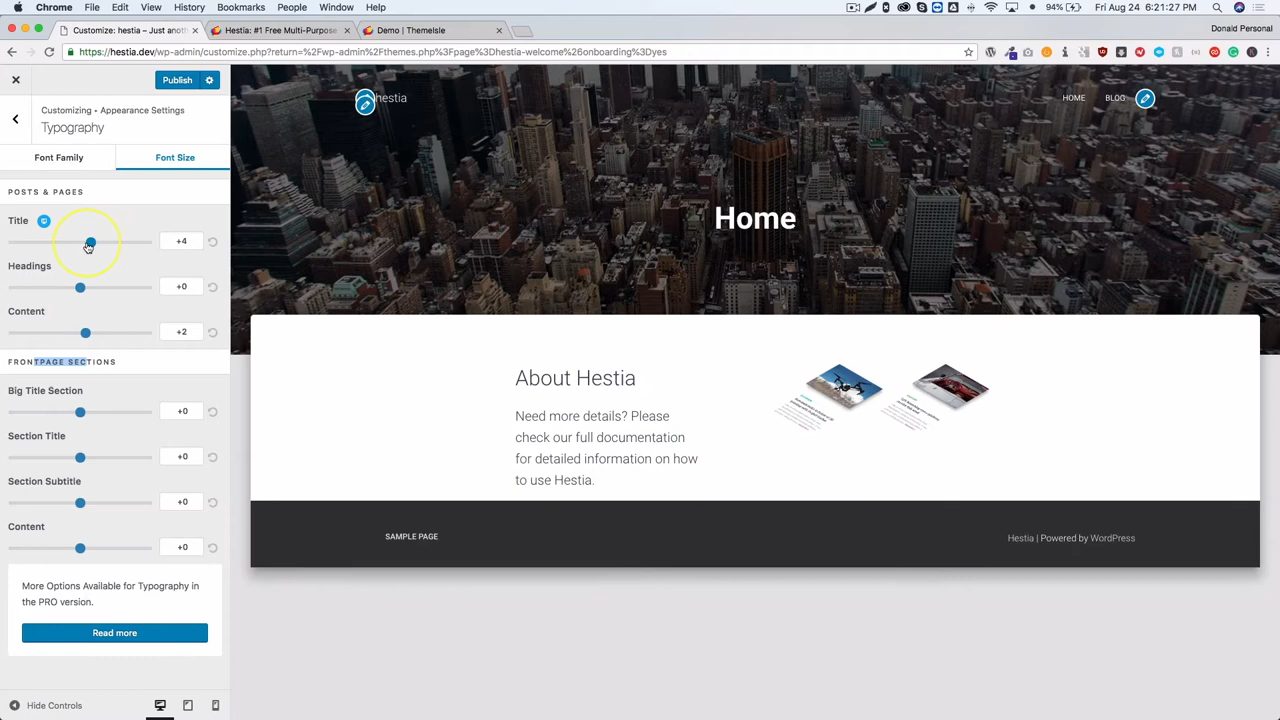 Chrome File Edit View History Bookmarks People Window Help 94% Fri Aug 24 6:21:27 PM
Customize: hestia – Just anoth
Hestia: #1 Free Multi-Purpose
Demo | ThemeIsle
Donald Personal
https://hestia.dev/wp-admin/customize.php?return=%2Fwp-admin%2Fthemes.php%3Fpage%3Dhestia-welcome%26onboarding%3Dyes
Publish
Customizing • Appearance Settings
Typography
Font Family
Font Size
POSTS & PAGES
Title
+4
Headings
+0
Content
+2
FRONTPAGE SECTIONS
Big Title Section
+0
Section Title
+0
Section Subtitle
+0
Content
+0
More Options Available for Typography in
the PRO version.
Read more
Hide Controls
hestia
HOME BLOG
Home
About Hestia
Need more details? Please
check our full documentation
for detailed information on how
to use Hestia.
SAMPLE PAGE
Hestia | Powered by WordPress